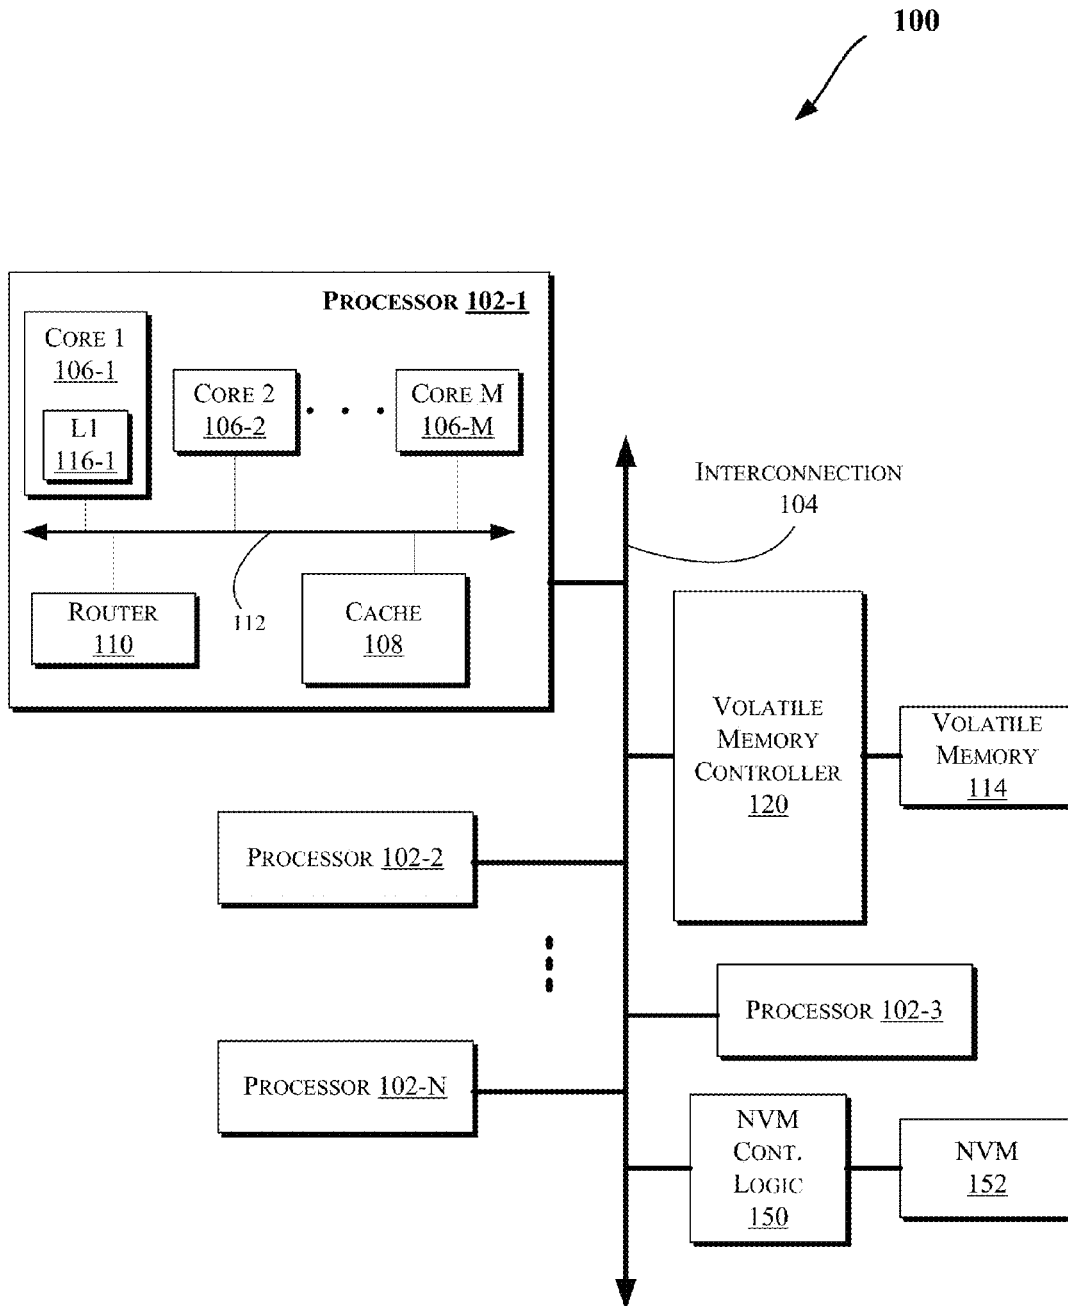 100
PROCESSOR 102-1
CORE 1
106-1
L1
116-1
CORE 2
106-2
CORE M
106-M
ROUTER
110
112
CACHE
108
INTERCONNECTION
104
VOLATILE
MEMORY
CONTROLLER
120
VOLATILE
MEMORY
114
PROCESSOR 102-2
PROCESSOR 102-3
PROCESSOR 102-N
NVM
CONT.
LOGIC
150
NVM
152